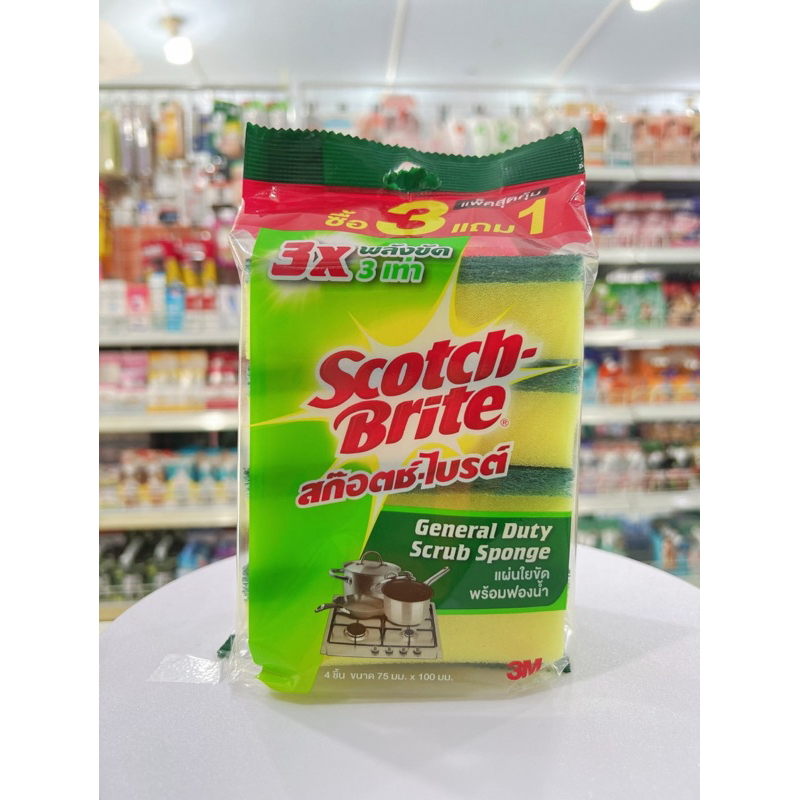 แพ็คสุดคุ้ม
ซื้อ 3 แถม 1
3X พลังขัด
3 เท่า
Scotch-
Brite®
สก๊อตช์-ไบรต์
General Duty
Scrub Sponge
แผ่นใยขัด
พร้อมฟองน้ำ
4 ชิ้น ขนาด 75 มม. x 100 มม.
3M